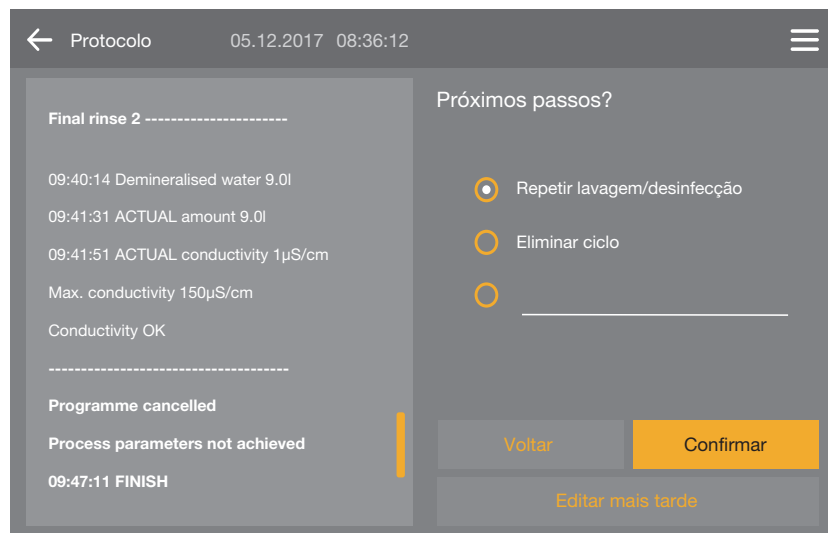 Protocolo 05.12.2017 08:36:12
Final rinse 2 ----------------------
09:40:14 Demineralised water 9.0l
09:41:31 ACTUAL amount 9.0l
09:41:51 ACTUAL conductivity 1µS/cm
Max. conductivity 150µS/cm
Conductivity OK
-------------------------------------
Programme cancelled
Process parameters not achieved
09:47:11 FINISH
Próximos passos?
Repetir lavagem/desinfecção
Eliminar ciclo
Voltar
Confirmar
Editar mais tarde